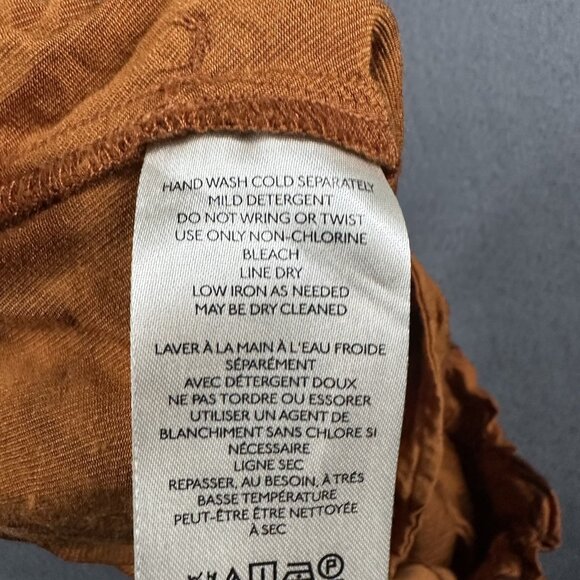 HAND WASH COLD SEPARATELY
MILD DETERGENT
DO NOT WRING OR TWIST
USE ONLY NON-CHLORINE
BLEACH
LINE DRY
LOW IRON AS NEEDED
MAY BE DRY CLEANED
LAVER À LA MAIN À L'EAU FROIDE
SÉPARÉMENT
AVEC DÉTERGENT DOUX
NE PAS TORDRE OU ESSORER
UTILISER UN AGENT DE
BLANCHIMENT SANS CHLORE SI
NÉCESSAIRE
LIGNE SEC
REPASSER, AU BESOIN, À TRÉS
BASSE TEMPÉRATURE
PEUT-ÊTRE ÊTRE NETTOYÉE
À SEC
P